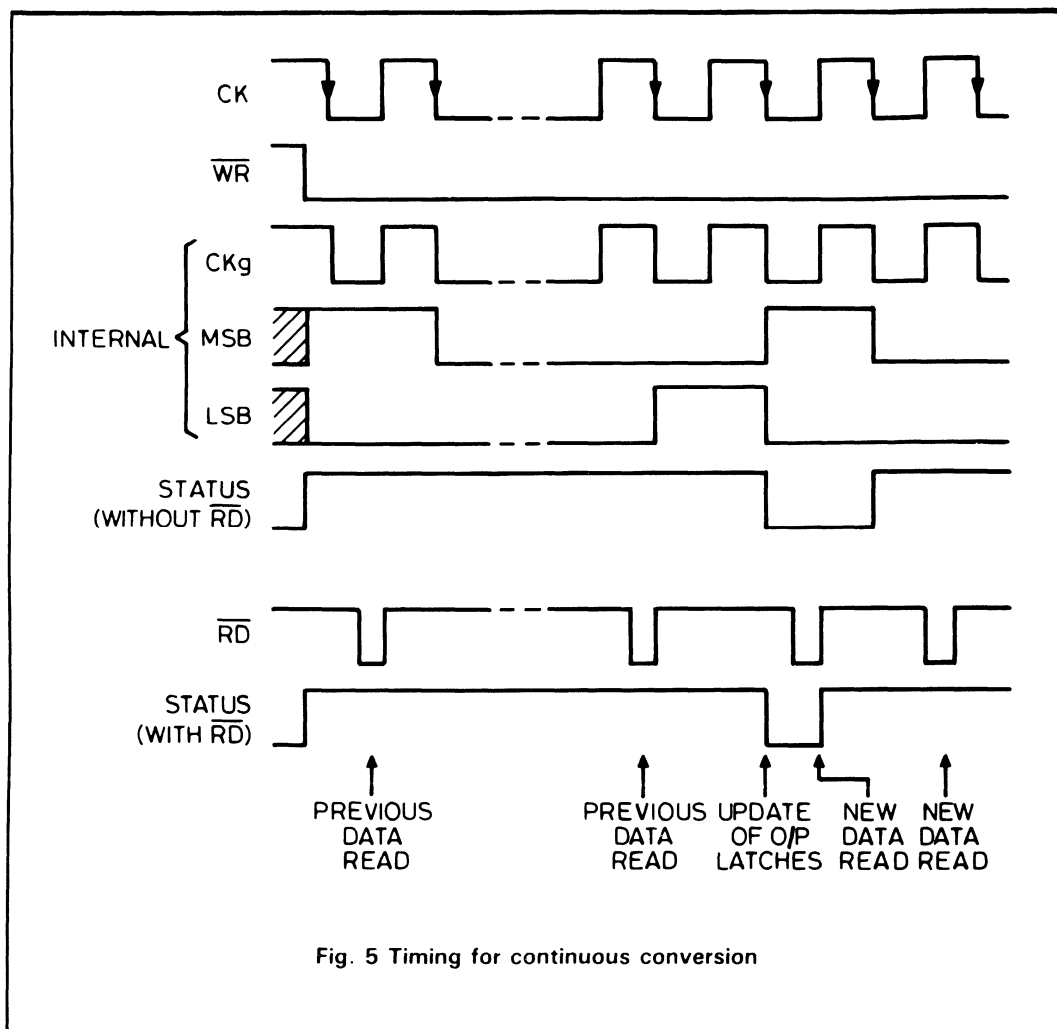 CK
WR
CKg
INTERNAL
MSB
LSB
STATUS
(WITHOUT RD)
RD
STATUS
(WITH RD)
PREVIOUS
DATA
READ
PREVIOUS
DATA
READ
UPDATE
OF O/P
LATCHES
NEW
DATA
READ
NEW
DATA
READ
Fig. 5 Timing for continuous conversion